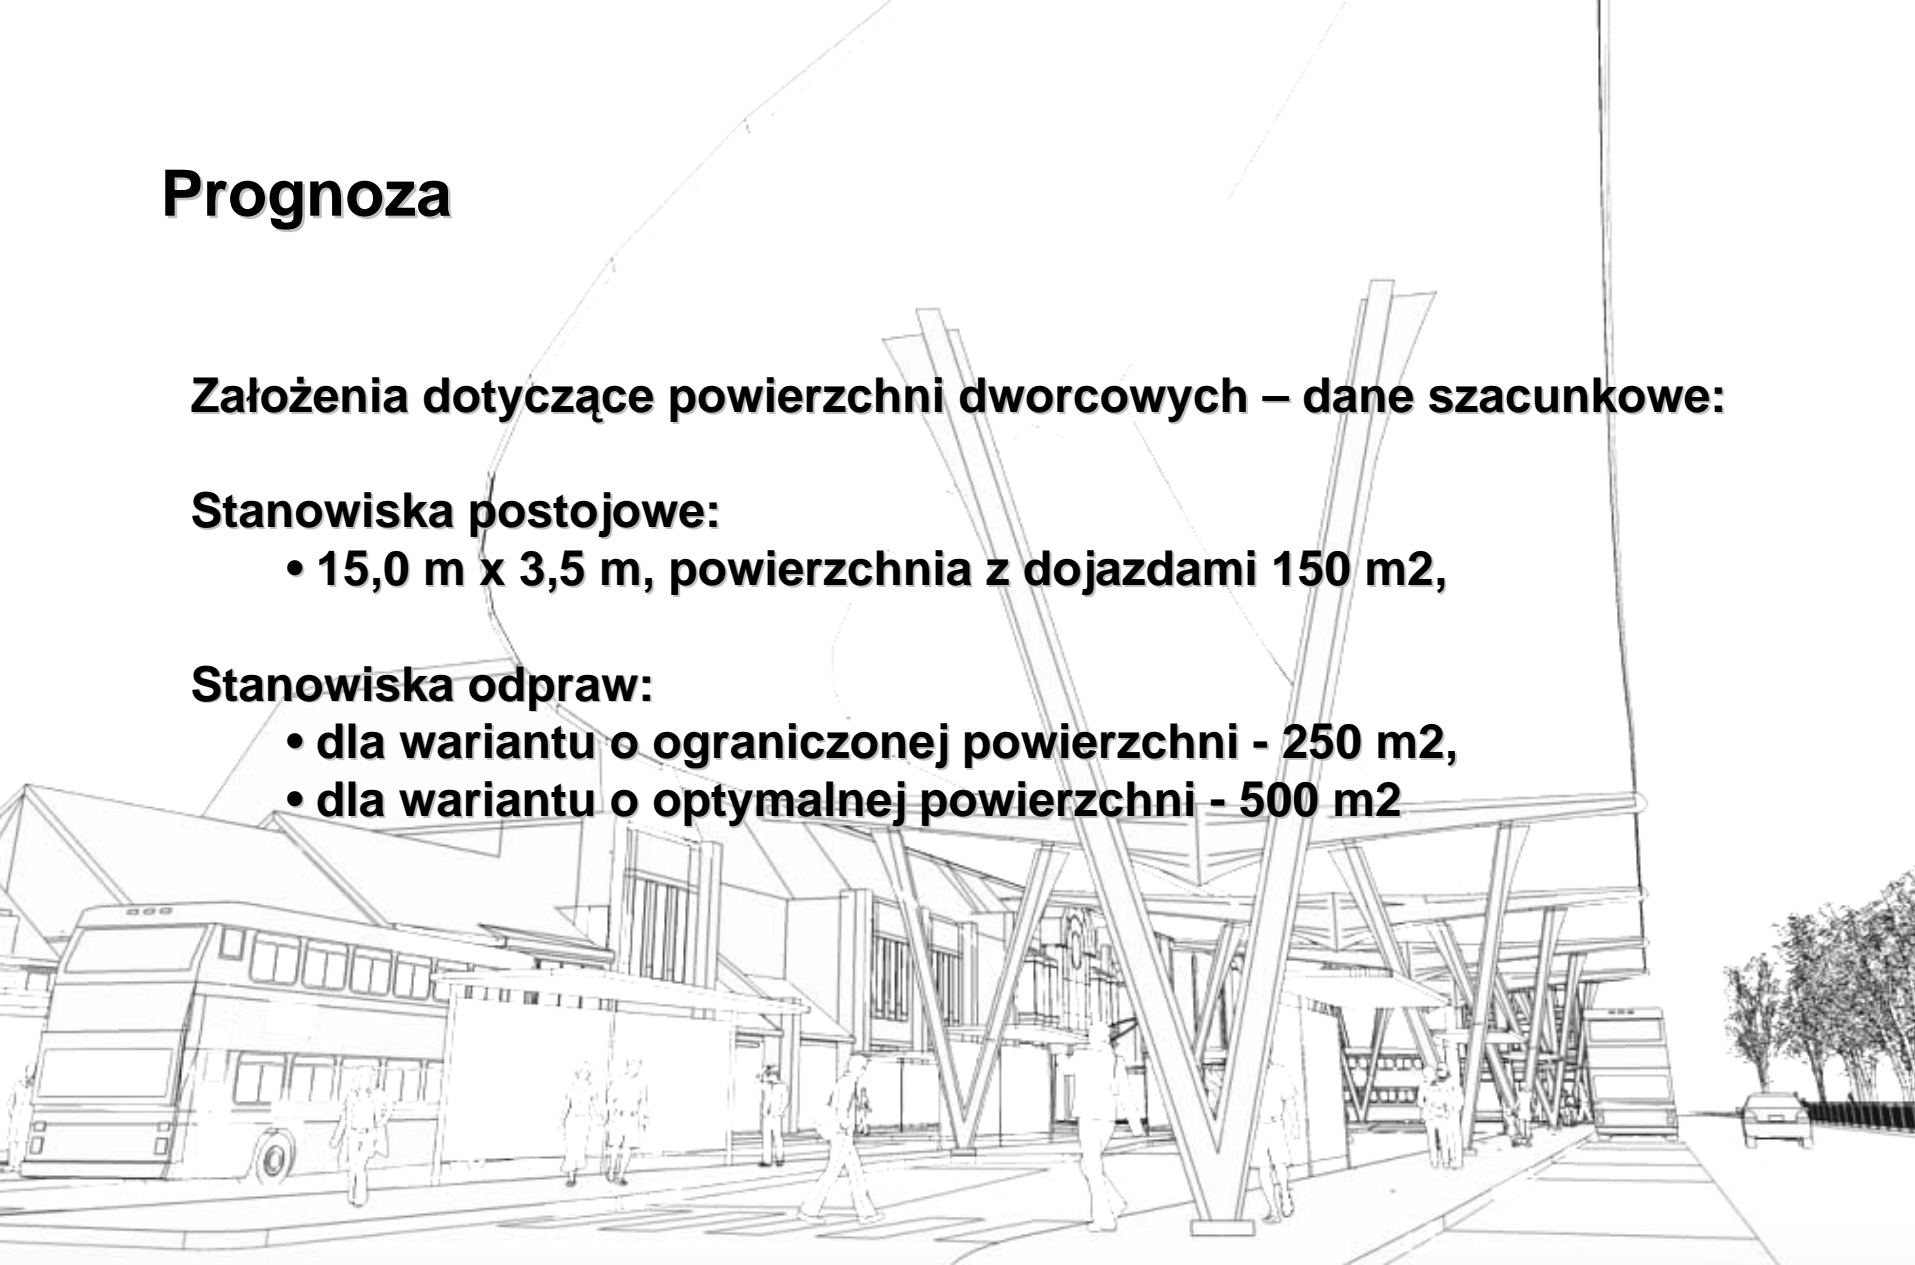 Prognoza
Założenia dotyczące powierzchni dworcowych – dane szacunkowe:
Stanowiska postojowe:
• 15,0 m x 3,5 m, powierzchnia z dojazdami 150 m2,
Stanowiska odpraw:
• dla wariantu o ograniczonej powierzchni - 250 m2,
• dla wariantu o optymalnej powierzchni - 500 m2